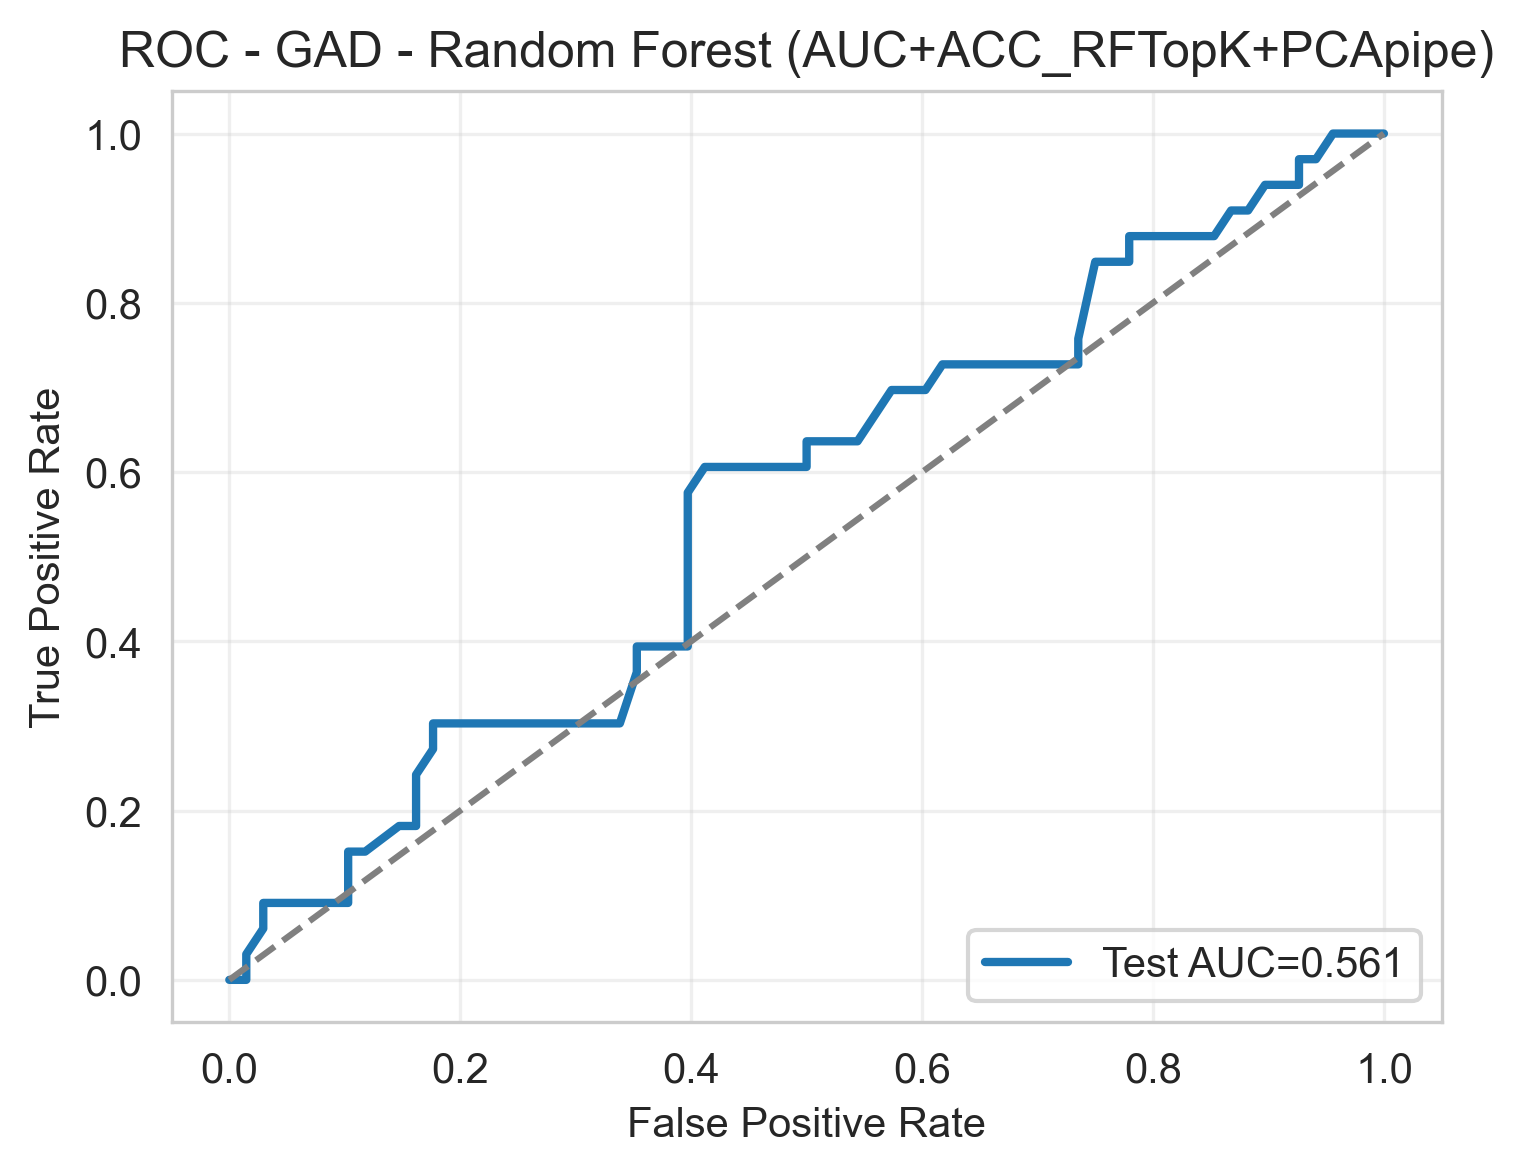 ROC - GAD - Random Forest (AUC+ACC_RFTopK+PCApipe)
1.0
0.8
0.6
0.4
0.2
0.0
True Positive Rate
Test AUC=0.561
0.0 0.2 0.4 0.6 0.8 1.0
False Positive Rate